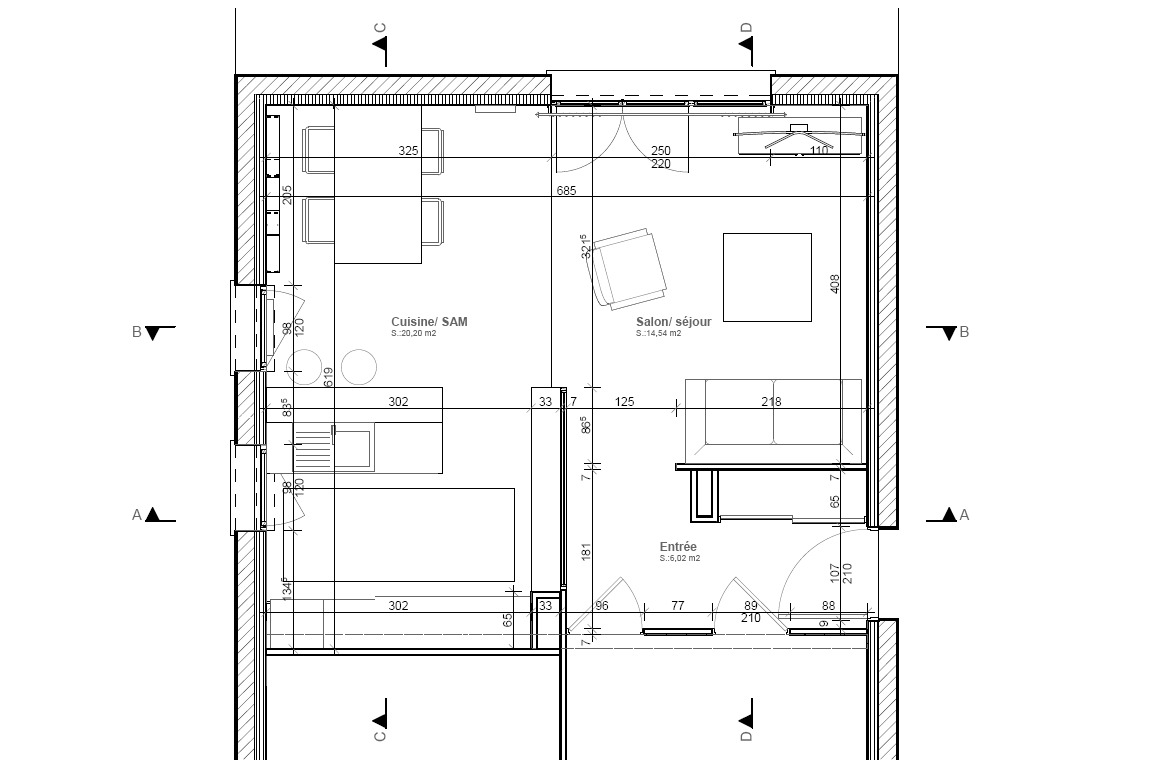 C
D
325
250
220
110
685
205
321⁵
408
Cuisine/ SAM
S.:20,20 m2
Salon/ séjour
S.:14,54 m2
B
B
98
120
619
302
33
7
125
218
83⁵
86⁵
98
120
7
7
65
A
A
Entrée
S.:6,02 m2
181
107
210
134⁵
302
33
96
77
89
210
88
65
9
7
C
D